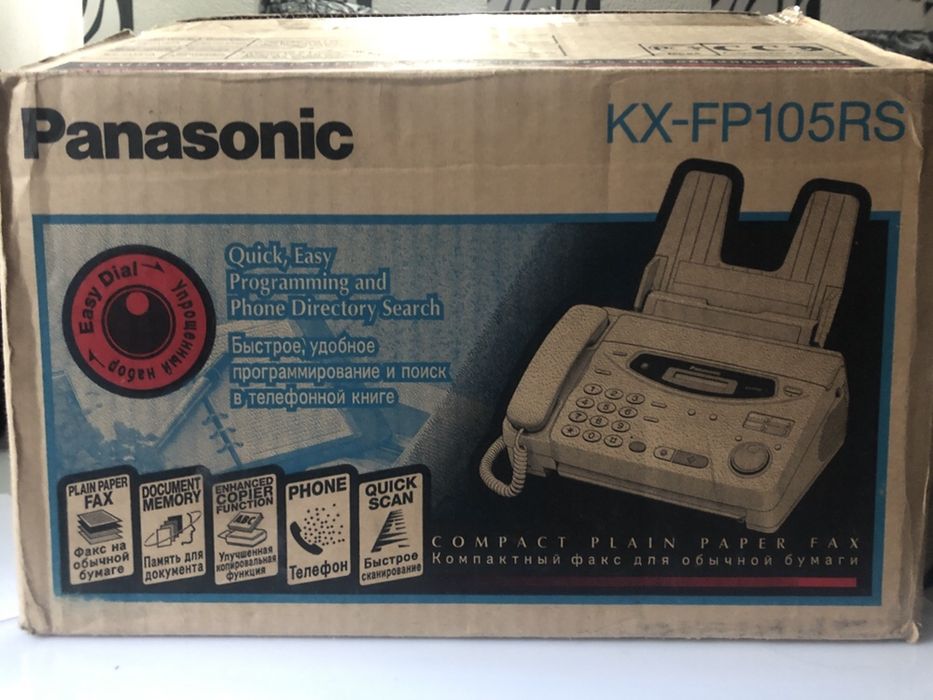 Panasonic
KX-FP105RS
Easy Dial
Упрощенный набор
Quick, Easy
Programming and
Phone Directory Search
Быстрое, удобное
программирование и поиск
в телефонной книге
PLAIN PAPER
FAX
Факс на
обычной
бумаге
DOCUMENT
MEMORY
Память для
документа
ENHANCED
COPIER
FUNCTION
ABC
Улучшенная
копировальная
функция
PHONE
Телефон
QUICK
SCAN
Быстрое
сканирование
COMPACT PLAIN PAPER FAX
Компактный факс для обычной бумаги